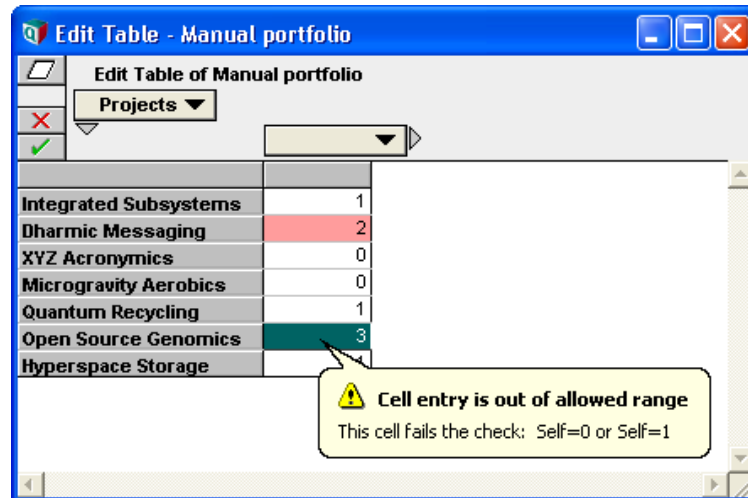 Edit Table - Manual portfolio
Edit Table of Manual portfolio
Projects
Integrated Subsystems 1
Dharmic Messaging 2
XYZ Acronymics 0
Microgravity Aerobics 0
Quantum Recycling 1
Open Source Genomics 3
Hyperspace Storage
Cell entry is out of allowed range
This cell fails the check: Self=0 or Self=1